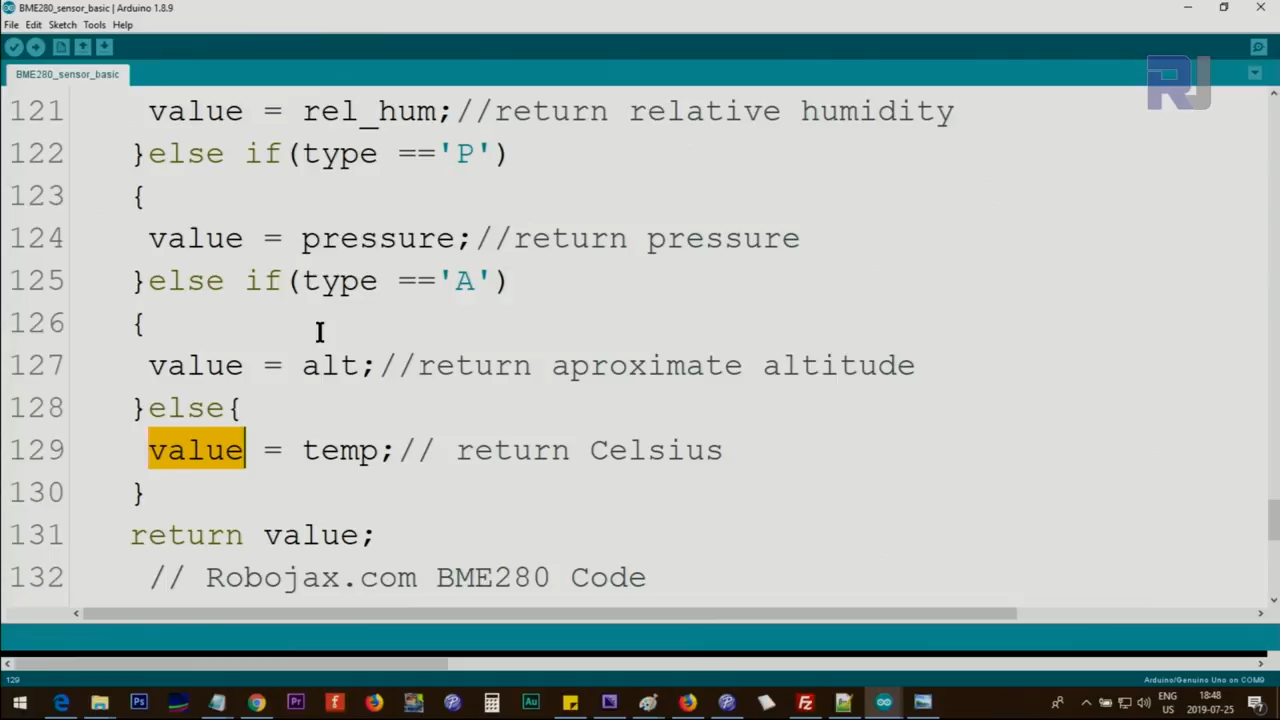 BME280_sensor_basic | Arduino 1.8.9
File Edit Sketch Tools Help
BME280_sensor_basic
RJ
121 value = rel_hum;//return relative humidity
122 }else if(type =='P')
123 {
124 value = pressure;//return pressure
125 }else if(type =='A')
126 {
127 value = alt;//return aproximate altitude
128 }else{
129 value = temp;// return Celsius
130 }
131 return value;
132 // Robojax.com BME280 Code
129 Arduino/Genuino Uno on COM9
ENG 18:48
US 2019-07-25